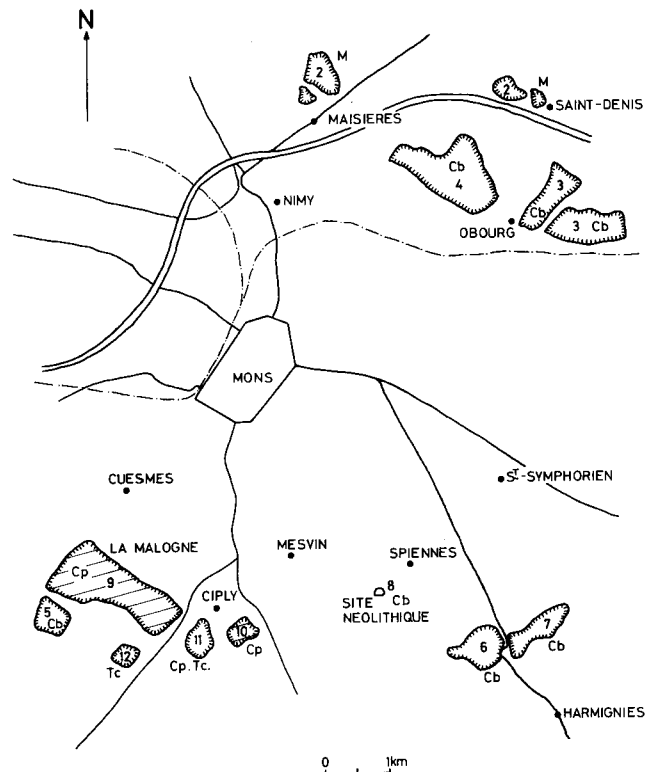 N
M
2
M
2
SAINT-DENIS
MAISIERES
Cb
4
3
NIMY
Cb
OBOURG
3 Cb
MONS
CUESMES
ST-SYMPHORIEN
LA MALOGNE
MESVIN
SPIENNES
Cp
9
8
CIPLY
SITE Cb
NEOLITHIQUE
5
Cb
7
11
10
6
Cb
12
Cp
Tc
Cp.Tc.
Cb
HARMIGNIES
0 1km